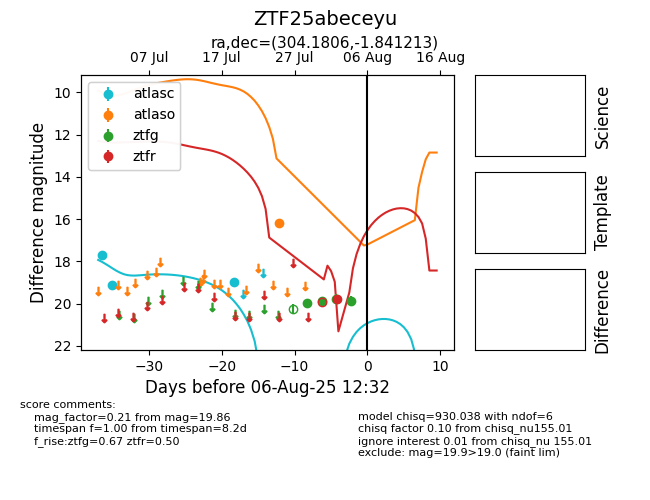 ZTF25abeceyu
ra,dec=(304.1806,-1.841213)
07 Jul 17 Jul 27 Jul 06 Aug 16 Aug
atlasc
atlaso
ztfg
ztfr
10
12
14
16
18
20
22
Difference magnitude
−30 −20 −10 0 10
Days before 06-Aug-25 12:32
Science
Template
Difference
score comments:
mag_factor=0.21 from mag=19.86
timespan f=1.00 from timespan=8.2d
f_rise:ztfg=0.67 ztfr=0.50
model chisq=930.038 with ndof=6
chisq factor 0.10 from chisq_nu155.01
ignore interest 0.01 from chisq_nu 155.01
exclude: mag=19.9>19.0 (faint lim)